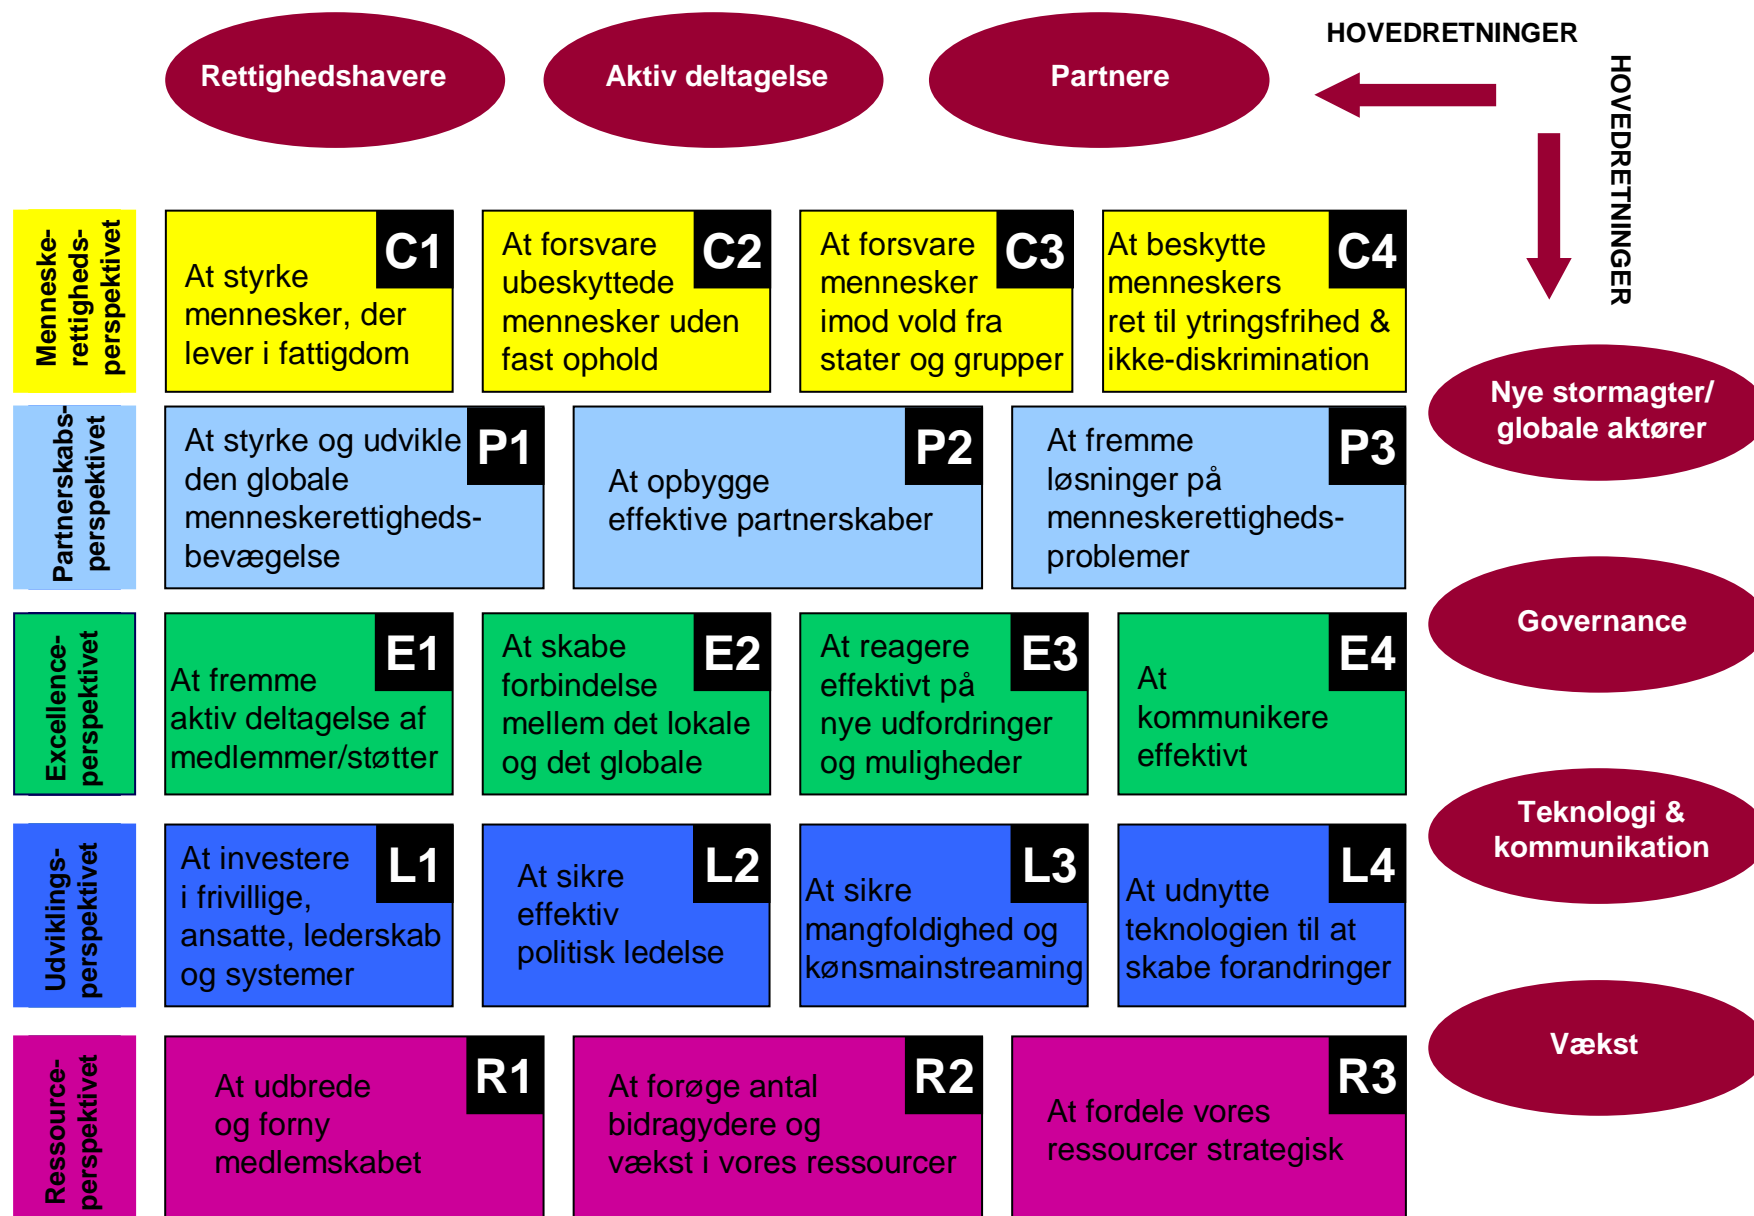 HOVEDRETNINGER
Rettighedshavere
Aktiv deltagelse
Partnere
HOVEDRETNINGER
Menneske-
rettigheds-
perspektivet
C1
At styrke
mennesker, der
lever i fattigdom
C2
At forsvare
ubeskyttede
mennesker uden
fast ophold
C3
At forsvare
mennesker
imod vold fra
stater og grupper
C4
At beskytte
menneskers
ret til ytringsfrihed &
ikke-diskrimination
Nye stormagter/
globale aktører
Partnerskabs-
perspektivet
P1
At styrke og udvikle
den globale
menneskerettigheds-
bevægelse
P2
At opbygge
effektive partnerskaber
P3
At fremme
løsninger på
menneskerettigheds-
problemer
Governance
Excellence-
perspektivet
E1
At fremme
aktiv deltagelse af
medlemmer/støtter
E2
At skabe
forbindelse
mellem det lokale
og det globale
E3
At reagere
effektivt på
nye udfordringer
og muligheder
E4
At
kommunikere
effektivt
Teknologi &
kommunikation
Udviklings-
perspektivet
L1
At investere
i frivillige,
ansatte, lederskab
og systemer
L2
At sikre
effektiv
politisk ledelse
L3
At sikre
mangfoldighed og
kønsmainstreaming
L4
At udnytte
teknologien til at
skabe forandringer
Vækst
Ressource-
perspektivet
R1
At udbrede
og forny
medlemskabet
R2
At forøge antal
bidragydere og
vækst i vores ressourcer
R3
At fordele vores
ressourcer strategisk